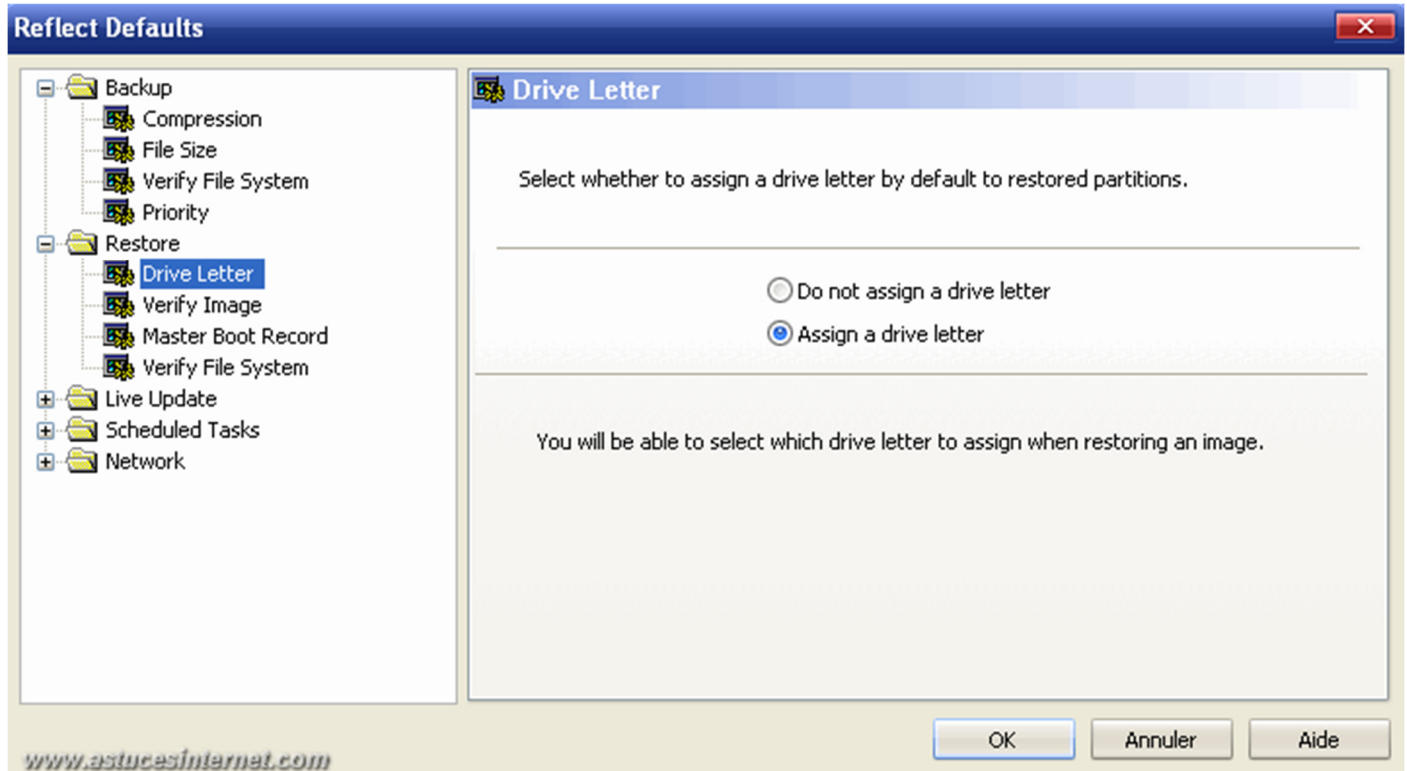 Reflect Defaults
Backup
Compression
File Size
Verify File System
Priority
Restore
Drive Letter
Verify Image
Master Boot Record
Verify File System
Live Update
Scheduled Tasks
Network
Drive Letter
Select whether to assign a drive letter by default to restored partitions.
Do not assign a drive letter
Assign a drive letter
You will be able to select which drive letter to assign when restoring an image.
OK
Annuler
Aide
www.astucesinternet.com